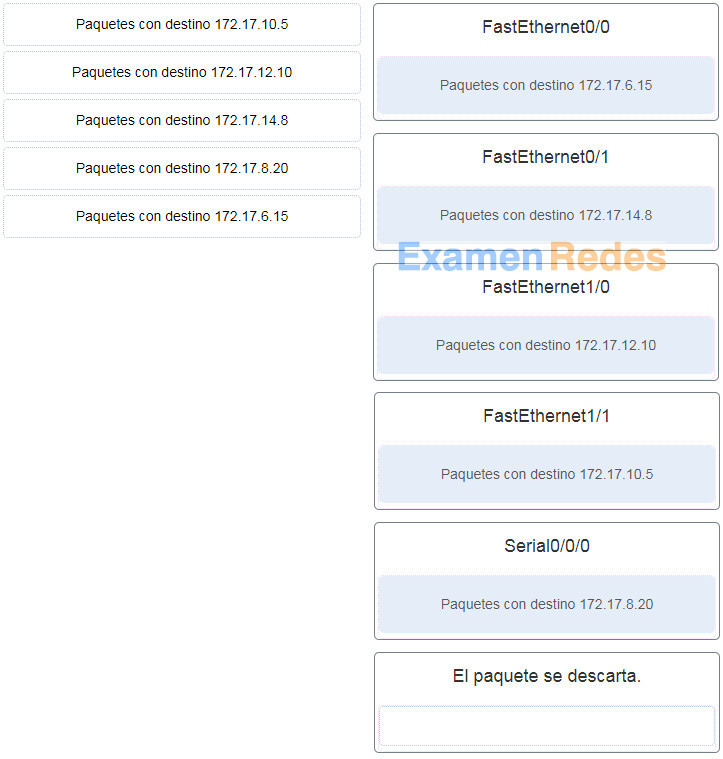 Paquetes con destino 172.17.10.5
Paquetes con destino 172.17.12.10
Paquetes con destino 172.17.14.8
Paquetes con destino 172.17.8.20
Paquetes con destino 172.17.6.15
FastEthernet0/0
Paquetes con destino 172.17.6.15
FastEthernet0/1
Paquetes con destino 172.17.14.8
ExamenRedes
FastEthernet1/0
Paquetes con destino 172.17.12.10
FastEthernet1/1
Paquetes con destino 172.17.10.5
Serial0/0/0
Paquetes con destino 172.17.8.20
El paquete se descarta.